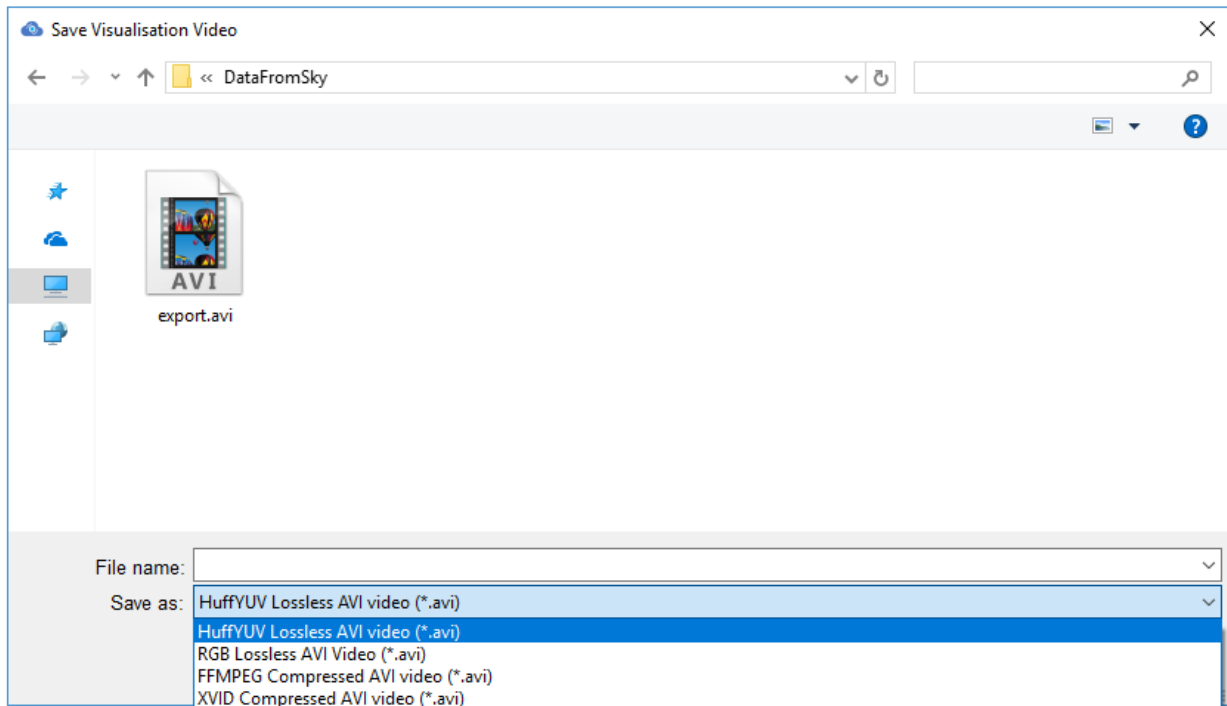 Save Visualisation Video
« DataFromSky
?
AVI
export.avi
File name:
Save as: HuffYUV Lossless AVI video (*.avi)
HuffYUV Lossless AVI video (*.avi)
RGB Lossless AVI Video (*.avi)
FFMPEG Compressed AVI video (*.avi)
XVID Compressed AVI video (*.avi)